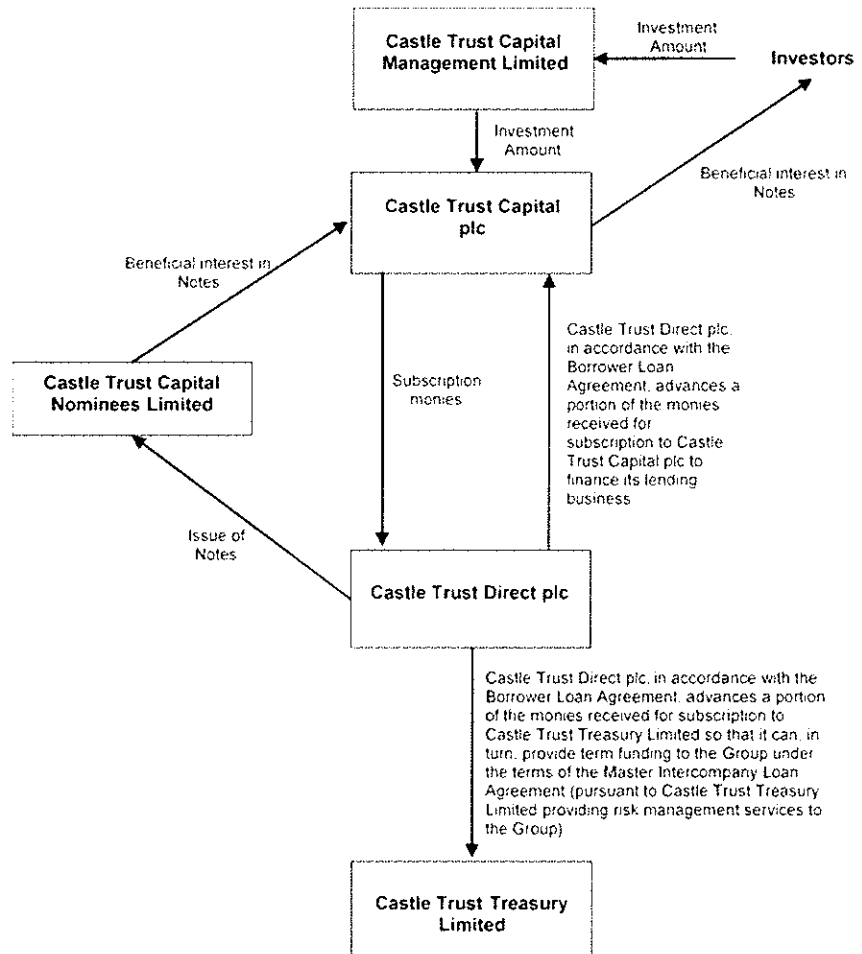 Castle Trust Capital
Management Limited
Investment
Amount
Investors
Investment
Amount
Beneficial interest in
Notes
Castle Trust Capital
plc
Beneficial interest in
Notes
Castle Trust Capital
Nominees Limited
Subscription
monies
Castle Trust Direct plc,
in accordance with the
Borrower Loan
Agreement, advances a
portion of the monies
received for
subscription to Castle
Trust Capital plc to
finance its lending
business
Issue of
Notes
Castle Trust Direct plc
Castle Trust Direct plc, in accordance with the
Borrower Loan Agreement, advances a portion
of the monies received for subscription to
Castle Trust Treasury Limited so that it can, in
turn, provide term funding to the Group under
the terms of the Master Intercompany Loan
Agreement (pursuant to Castle Trust Treasury
Limited providing risk management services to
the Group)
Castle Trust Treasury
Limited